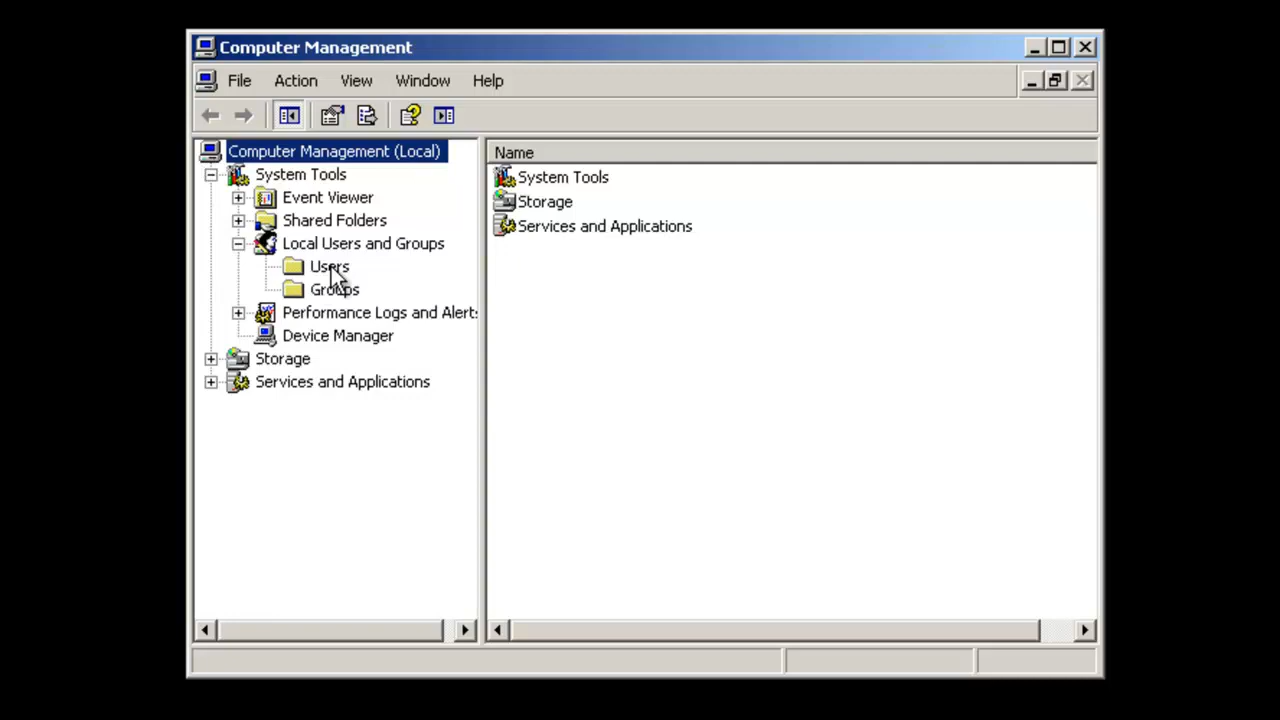 Computer Management
File Action View Window Help
Computer Management (Local)
System Tools
Event Viewer
Shared Folders
Local Users and Groups
Users
Groups
Performance Logs and Alerts
Device Manager
Storage
Services and Applications
Name
System Tools
Storage
Services and Applications